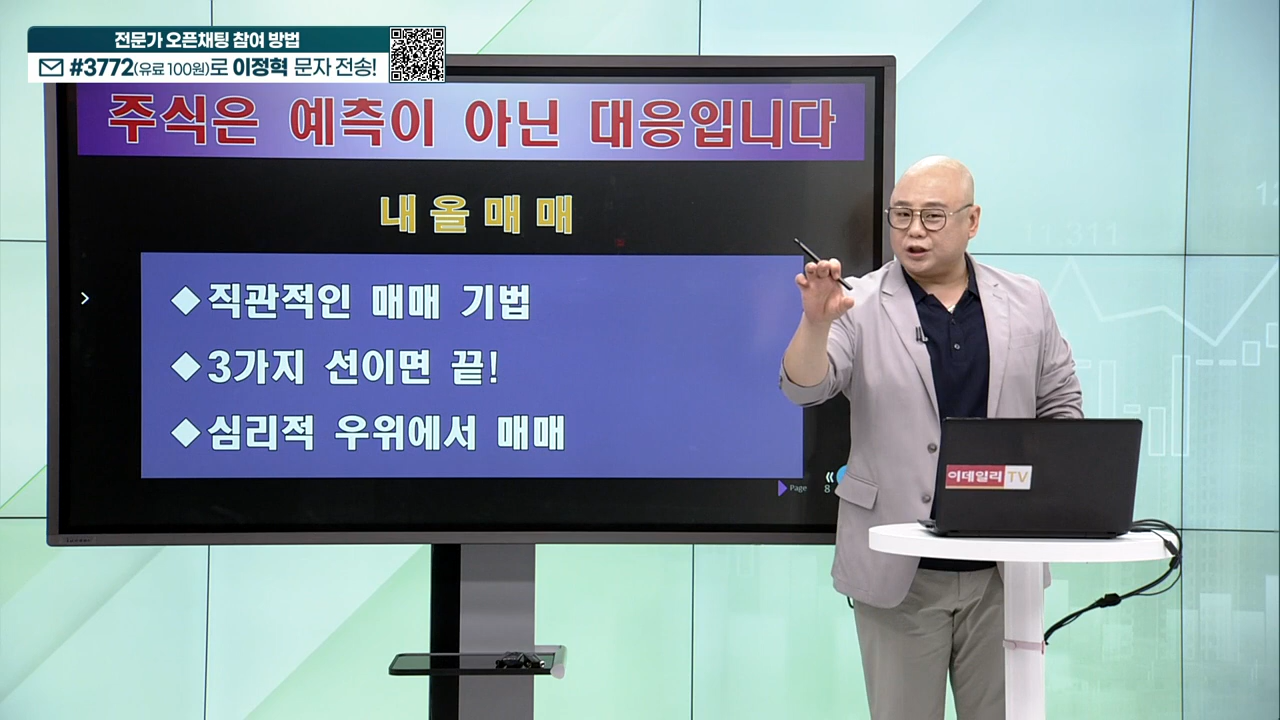 전문가 오픈채팅 참여 방법
#3772(유료 100원)로 이정혁 문자 전송!
주식은 예측이 아닌 대응입니다
내올매매
◆직관적인 매매 기법
◆3가지 선이면 끝!
◆심리적 우위에서 매매
Page 8
이데일리TV
11,311